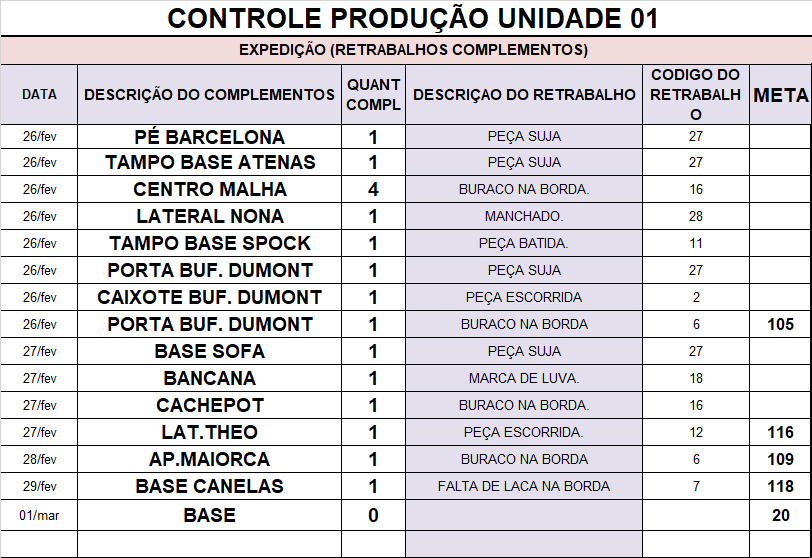 CONTROLE PRODUÇÃO UNIDADE 01
EXPEDIÇÃO (RETRABALHOS COMPLEMENTOS)
DATA DESCRIÇÃO DO COMPLEMENTOS QUANT COMPL DESCRIÇAO DO RETRABALHO CODIGO DO RETRABALHO META
26/fev PÉ BARCELONA 1 PEÇA SUJA 27
26/fev TAMPO BASE ATENAS 1 PEÇA SUJA 27
26/fev CENTRO MALHA 4 BURACO NA BORDA. 16
26/fev LATERAL NONA 1 MANCHADO. 28
26/fev TAMPO BASE SPOCK 1 PEÇA BATIDA. 11
26/fev PORTA BUF. DUMONT 1 PEÇA SUJA 27
26/fev CAIXOTE BUF. DUMONT 1 PEÇA ESCORRIDA 2
26/fev PORTA BUF. DUMONT 1 BURACO NA BORDA 6 105
27/fev BASE SOFA 1 PEÇA SUJA 27
27/fev BANCANA 1 MARCA DE LUVA. 18
27/fev CACHEPOT 1 BURACO NA BORDA. 16
27/fev LAT.THEO 1 PEÇA ESCORRIDA. 12 116
28/fev AP.MAIORCA 1 BURACO NA BORDA 6 109
29/fev BASE CANELAS 1 FALTA DE LACA NA BORDA 7 118
01/mar BASE 0 20